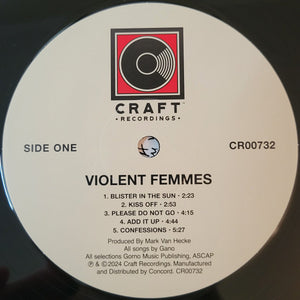 CRAFT™
• RECORDINGS •
SIDE ONE
CR00732
VIOLENT FEMMES
1. BLISTER IN THE SUN • 2:23
2. KISS OFF • 2:53
3. PLEASE DO NOT GO • 4:15
4. ADD IT UP • 4:45
5. CONFESSIONS • 5:27
Produced By Mark Van Hecke
All songs by Gano
All selections Gorno Music Publishing, ASCAP
℗ & © 2024 Craft Recordings. Manufactured
and Distributed by Concord. CR00732